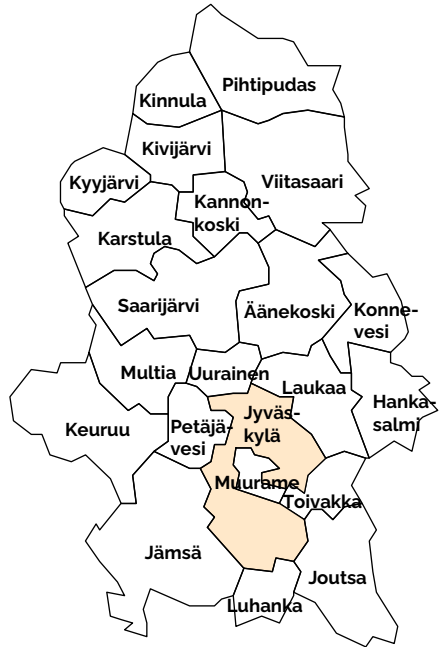 Pihtipudas
Kinnula
Kivijärvi
Kyyjärvi
Viitasaari
Kannon-
koski
Karstula
Saarijärvi
Äänekoski
Konne-
vesi
Multia
Uurainen
Laukaa
Hanka-
salmi
Keuruu
Petäjä-
vesi
Jyväs-
kylä
Muurame
Toivakka
Jämsä
Joutsa
Luhanka